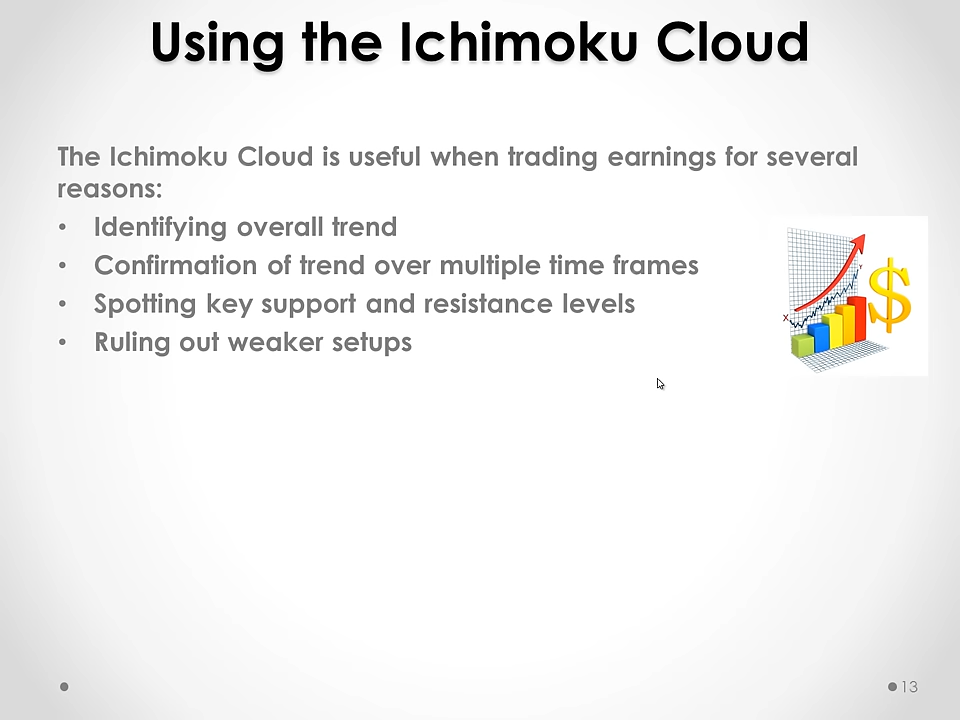 Using the Ichimoku Cloud
The Ichimoku Cloud is useful when trading earnings for several
reasons:
• Identifying overall trend
• Confirmation of trend over multiple time frames
• Spotting key support and resistance levels
• Ruling out weaker setups
X
Y
$
13